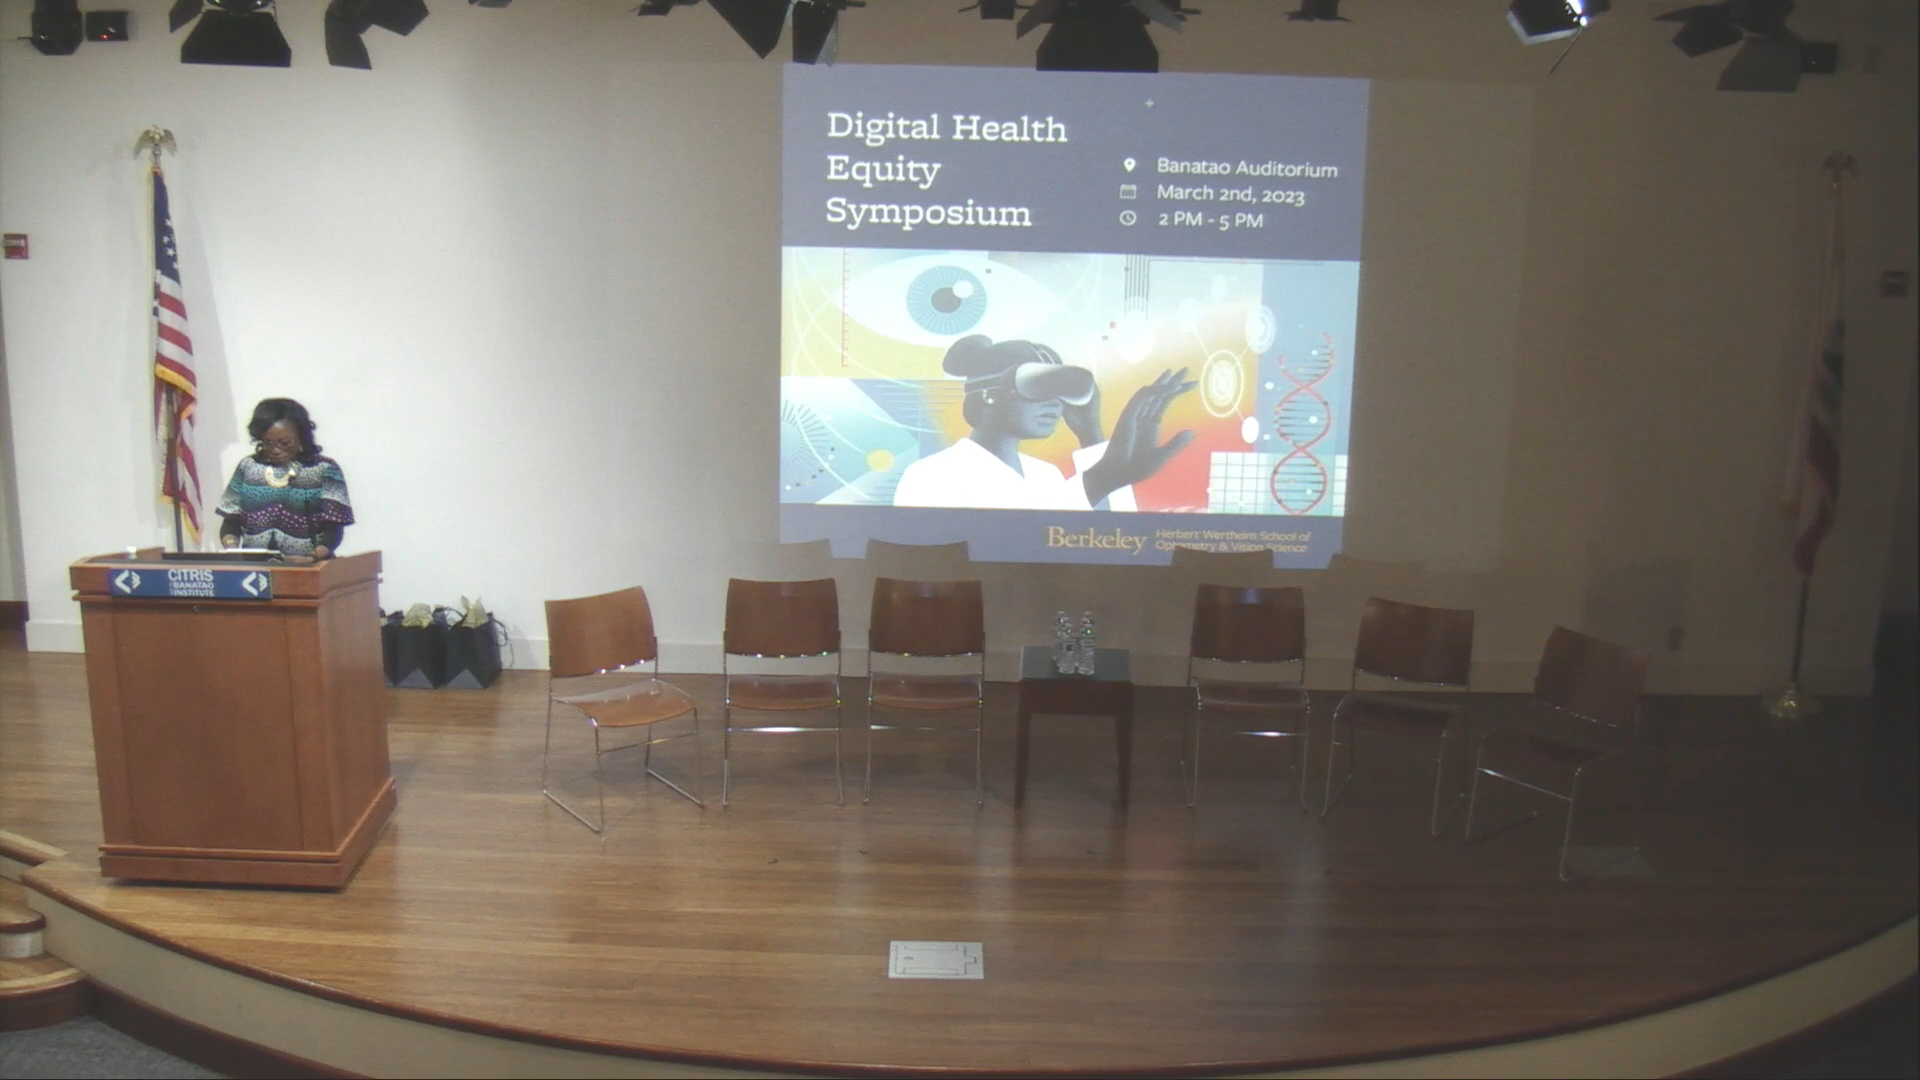 Digital Health
Equity
Symposium
Banatao Auditorium
March 2nd, 2023
2 PM - 5 PM
Berkeley
Herbert Wertheim School of
Optometry & Vision Science
CITRIS
BANATAO
INSTITUTE